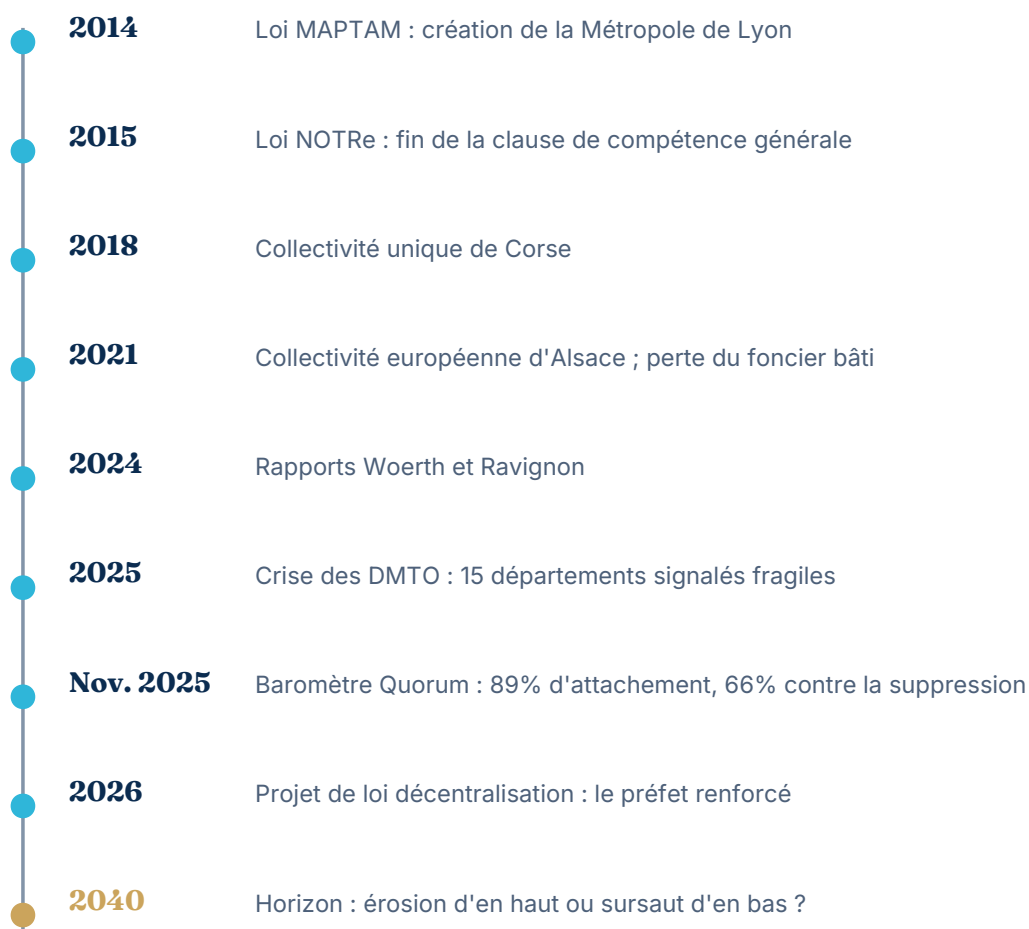 2014 Loi MAPTAM : création de la Métropole de Lyon
2015 Loi NOTRe : fin de la clause de compétence générale
2018 Collectivité unique de Corse
2021 Collectivité européenne d'Alsace ; perte du foncier bâti
2024 Rapports Woerth et Ravignon
2025 Crise des DMTO : 15 départements signalés fragiles
Nov. 2025 Baromètre Quorum : 89% d'attachement, 66% contre la suppression
2026 Projet de loi décentralisation : le préfet renforcé
2040 Horizon : érosion d'en haut ou sursaut d'en bas ?